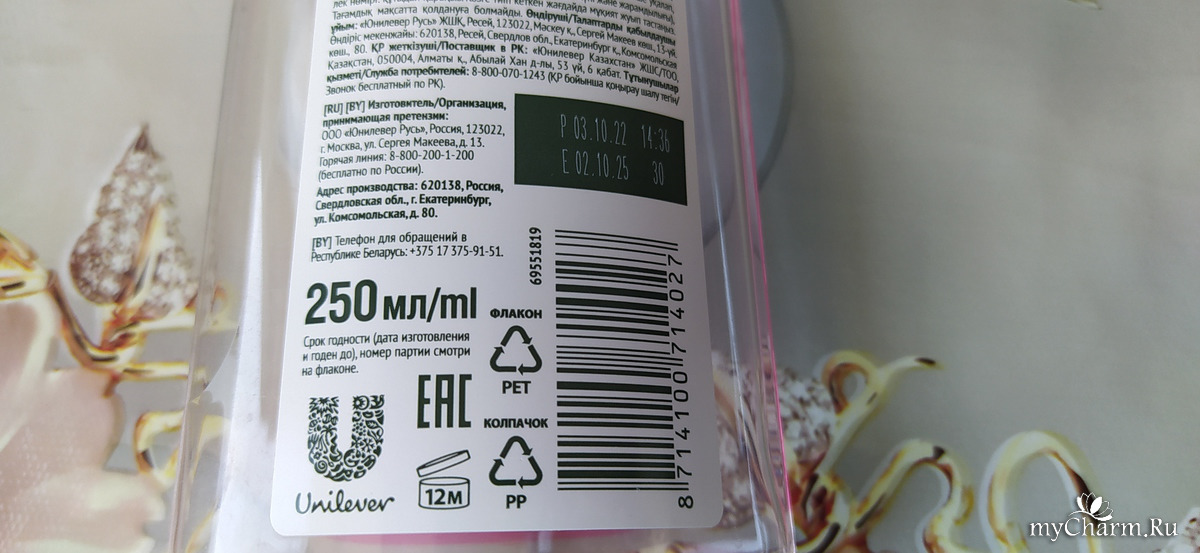 Тағамдық мақсатта қолдануға болмайды. Өндіруші/Талаптарды қабылдаушы
ұйым: «Юнилевер Русь» ЖШҚ, Ресей, 123022, Мәскеу қ., Сергей Макеев көш., 13-үй.
Өндіріс мекенжайы: 620138, Ресей, Свердлов обл., Екатеринбург қ., Комсомольская
көш., 80. ҚР жеткізуші/Поставщик в РК: «Юнилевер Казахстан» ЖШС/ТОО,
Қазақстан, 050004, Алматы қ., Абылай Хан д-лы, 53 үй, 6 қабат. Тұтынушылар
қызметі/Служба потребителей: 8-800-070-1243 (ҚР бойынша қоңырау шалу тегін/
Звонок бесплатный по РК).
[RU] [BY] Изготовитель/Организация,
принимающая претензии:
ООО «Юнилевер Русь», Россия, 123022,
г. Москва, ул. Сергея Макеева, д. 13.
Горячая линия: 8-800-200-1-200
(бесплатно по России).
Адрес производства: 620138, Россия,
Свердловская обл., г. Екатеринбург,
ул. Комсомольская, д. 80.
[BY] Телефон для обращений в
Республике Беларусь: +375 17 375-91-51.
P 03.10.22 14:36
E 02.10.25 30
69551819
250 мл/ml
Срок годности (дата изготовления
и годен до), номер партии смотри
на флаконе.
ФЛАКОН
PET
EAC
КОЛПАЧОК
PP
Unilever
12M
8714100714027
myCharm.Ru